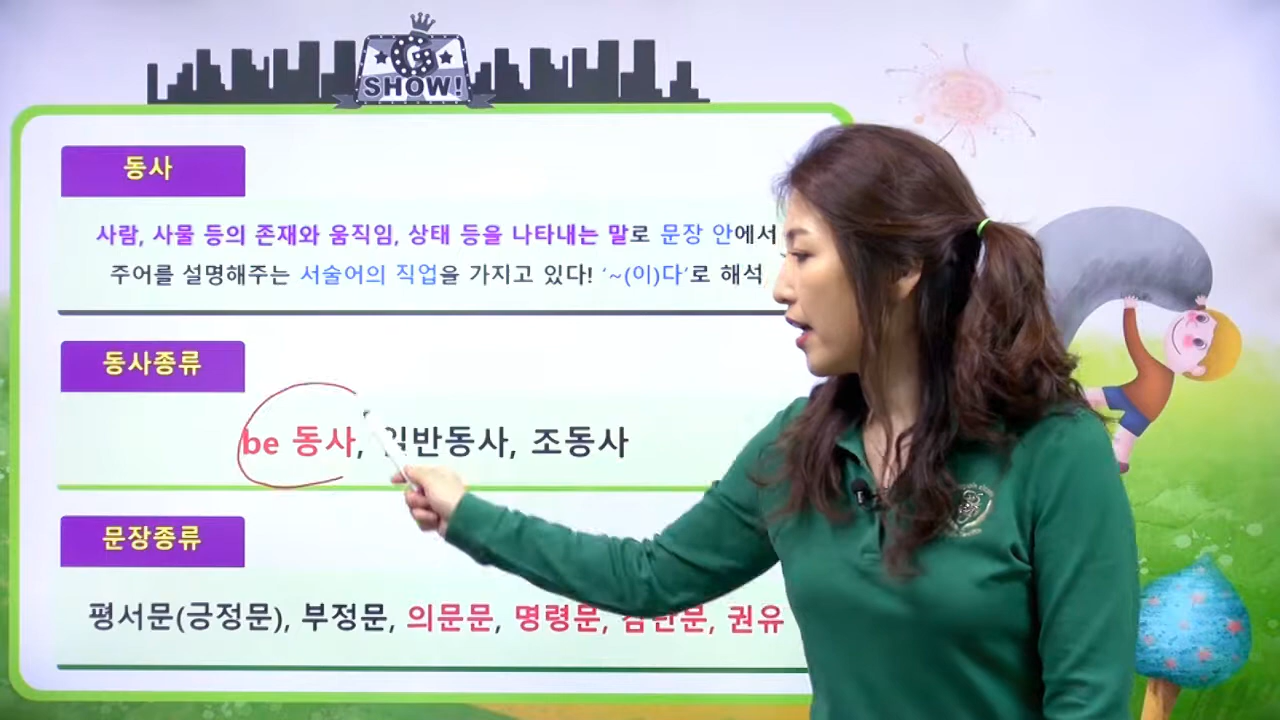 G
SHOW!
동사
사람, 사물 등의 존재와 움직임, 상태 등을 나타내는 말로 문장 안에서
주어를 설명해주는 서술어의 직업을 가지고 있다! ‘~(이)다’로 해석
동사종류
be 동사, 일반동사, 조동사
문장종류
평서문(긍정문), 부정문, 의문문, 명령문, 감탄문, 권유